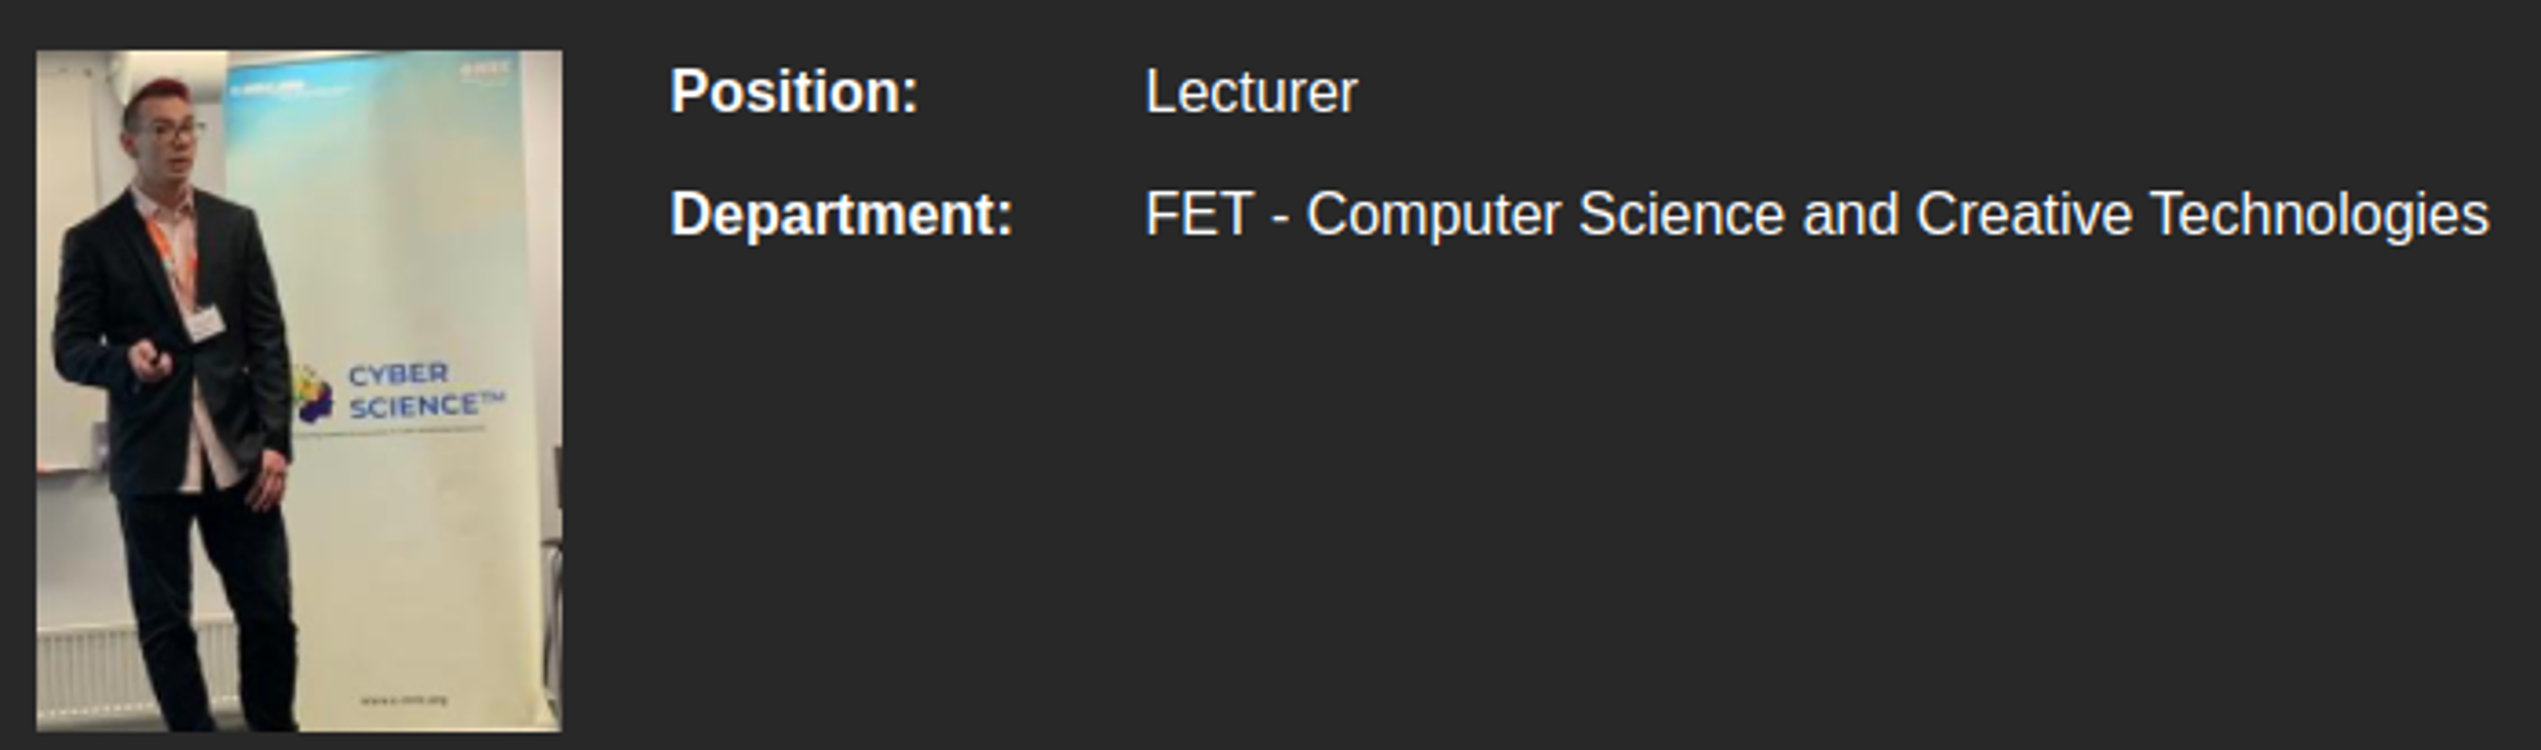 Position: Lecturer
Department: FET - Computer Science and Creative Technologies
CYBER
SCIENCE™